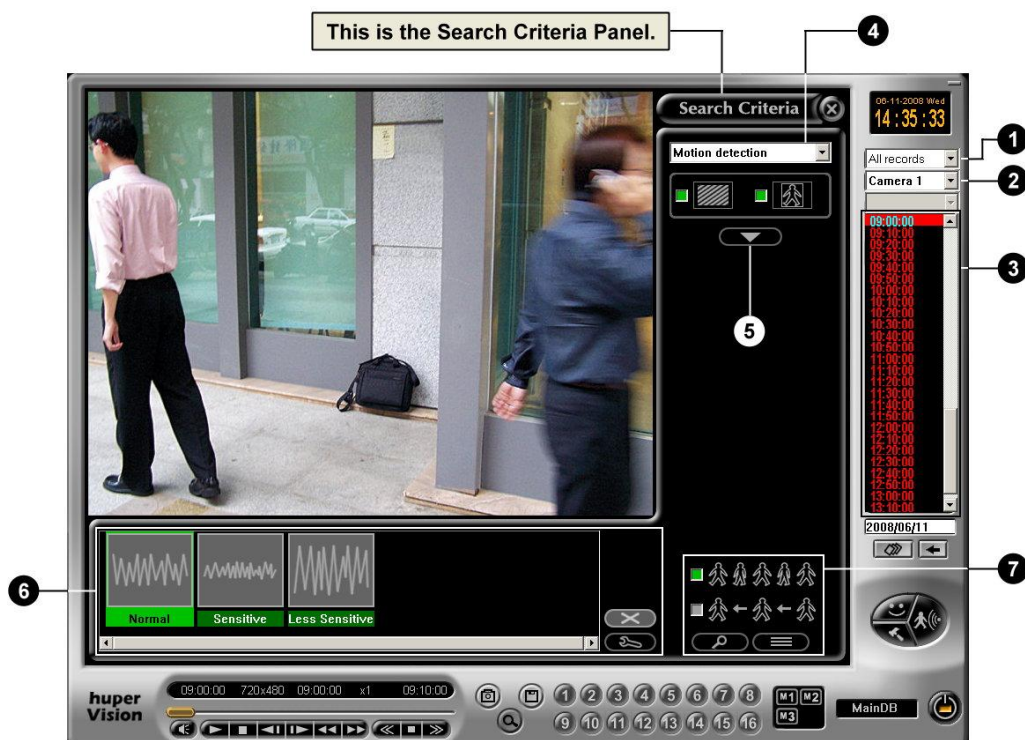 This is the Search Criteria Panel.
4
Search Criteria
06-11-2008 Wed
14:35:33
1
All records
Motion detection
Camera 1
2
09:00:00
09:10:00
09:20:00
09:30:00
09:40:00
09:50:00
10:00:00
10:10:00
10:20:00
10:30:00
10:40:00
10:50:00
11:00:00
11:10:00
11:20:00
11:30:00
11:40:00
11:50:00
12:00:00
12:10:00
12:20:00
12:30:00
12:40:00
12:50:00
13:00:00
13:10:00
3
5
2008/06/11
6
Normal
Sensitive
Less Sensitive
7
huper
Vision
09:00:00 720x480 09:00:00 x1 09:10:00
1 2 3 4 5 6 7 8
9 10 11 12 13 14 15 16
M1 M2
M3
MainDB